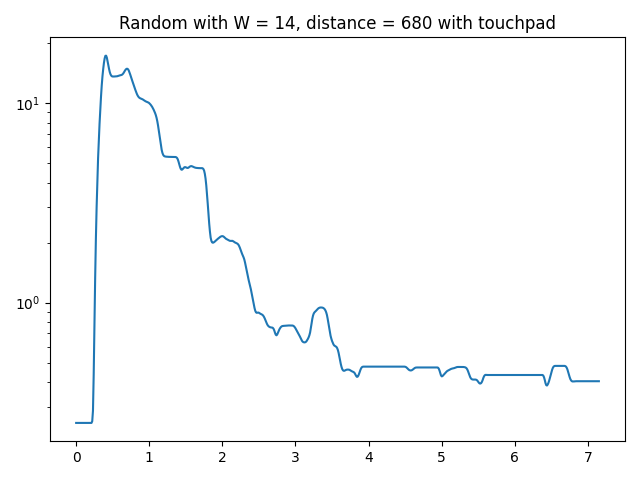 Random with W = 14, distance = 680 with touchpad
10¹
10⁰
0 1 2 3 4 5 6 7